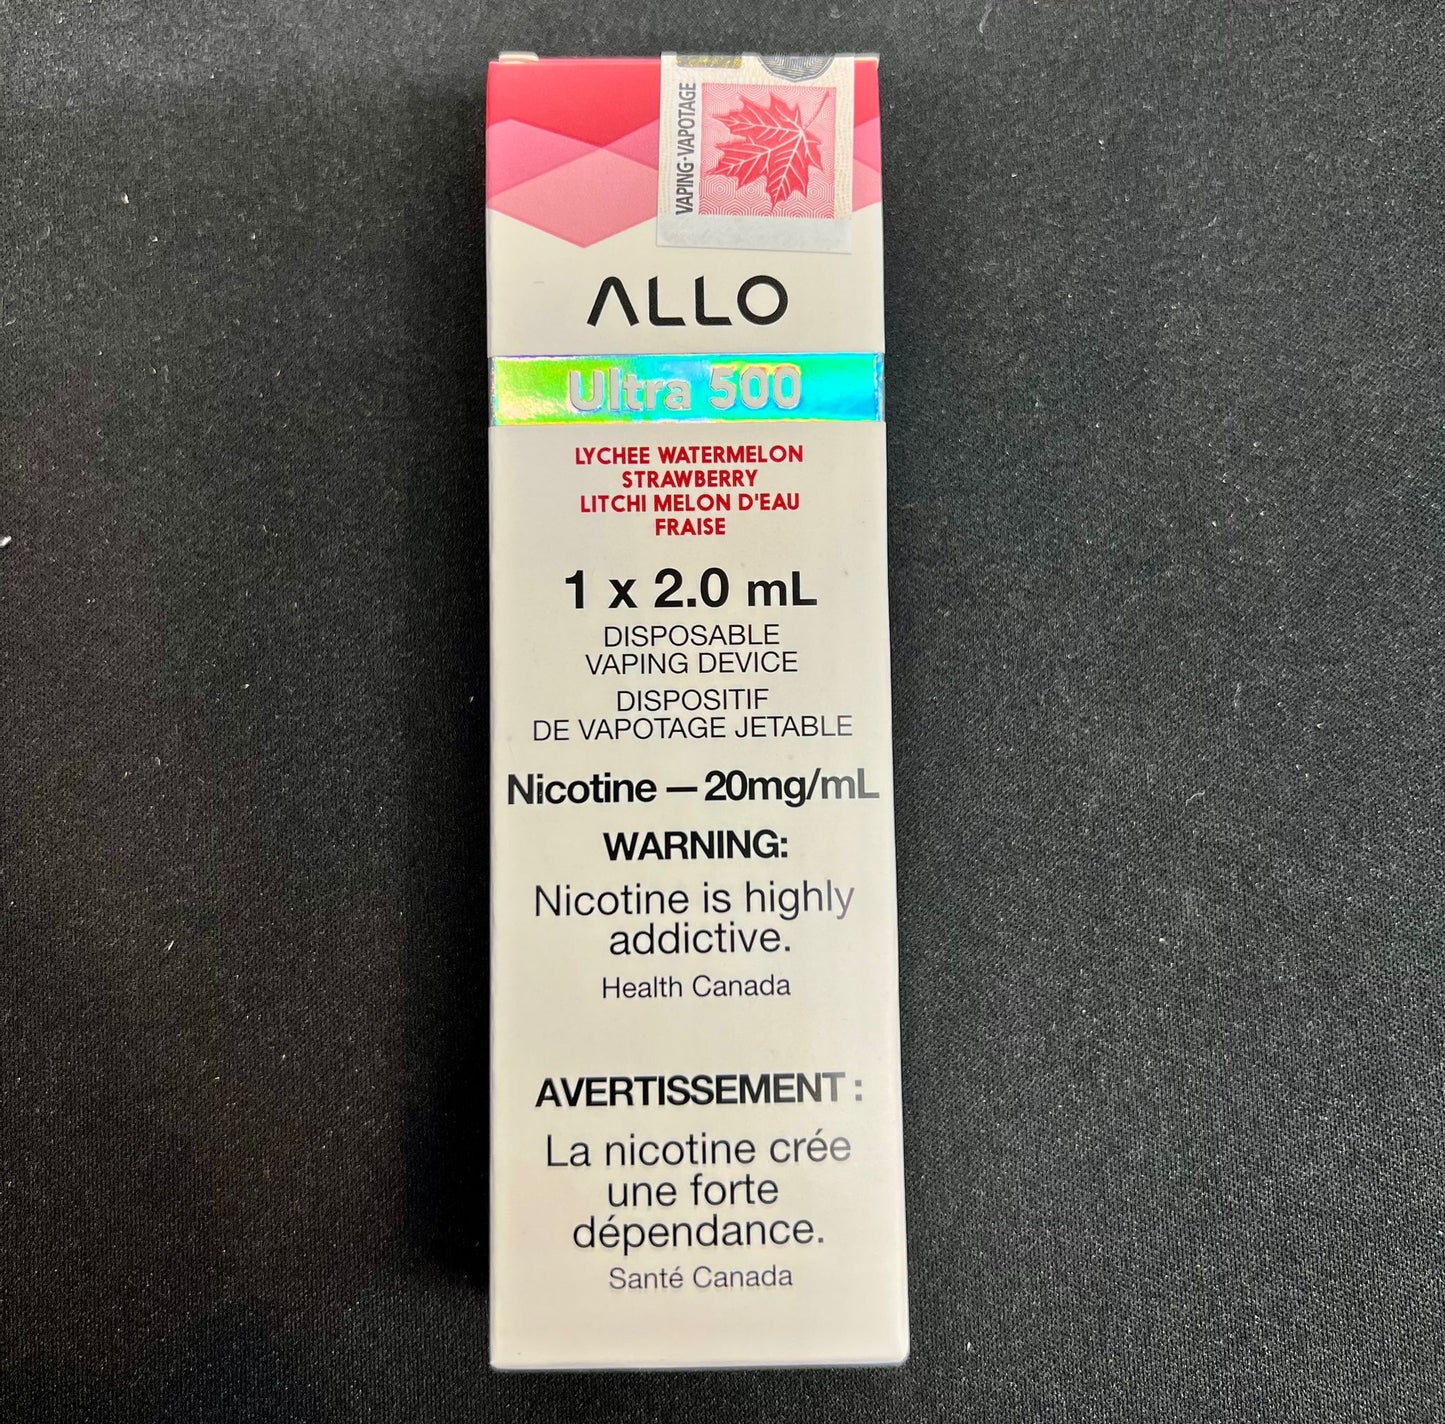 VAPING·VAPOTAGE
ALLO
Ultra 500
LYCHEE WATERMELON
STRAWBERRY
LITCHI MELON D'EAU
FRAISE
1 x 2.0 mL
DISPOSABLE
VAPING DEVICE
DISPOSITIF
DE VAPOTAGE JETABLE
Nicotine — 20mg/mL
WARNING:
Nicotine is highly
addictive.
Health Canada
AVERTISSEMENT :
La nicotine crée
une forte
dépendance.
Santé Canada